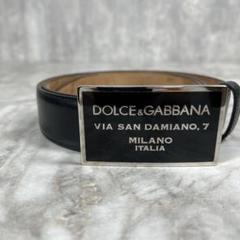 DOLCE&GABBANA
VIA SAN DAMIANO, 7
MILANO
ITALIA